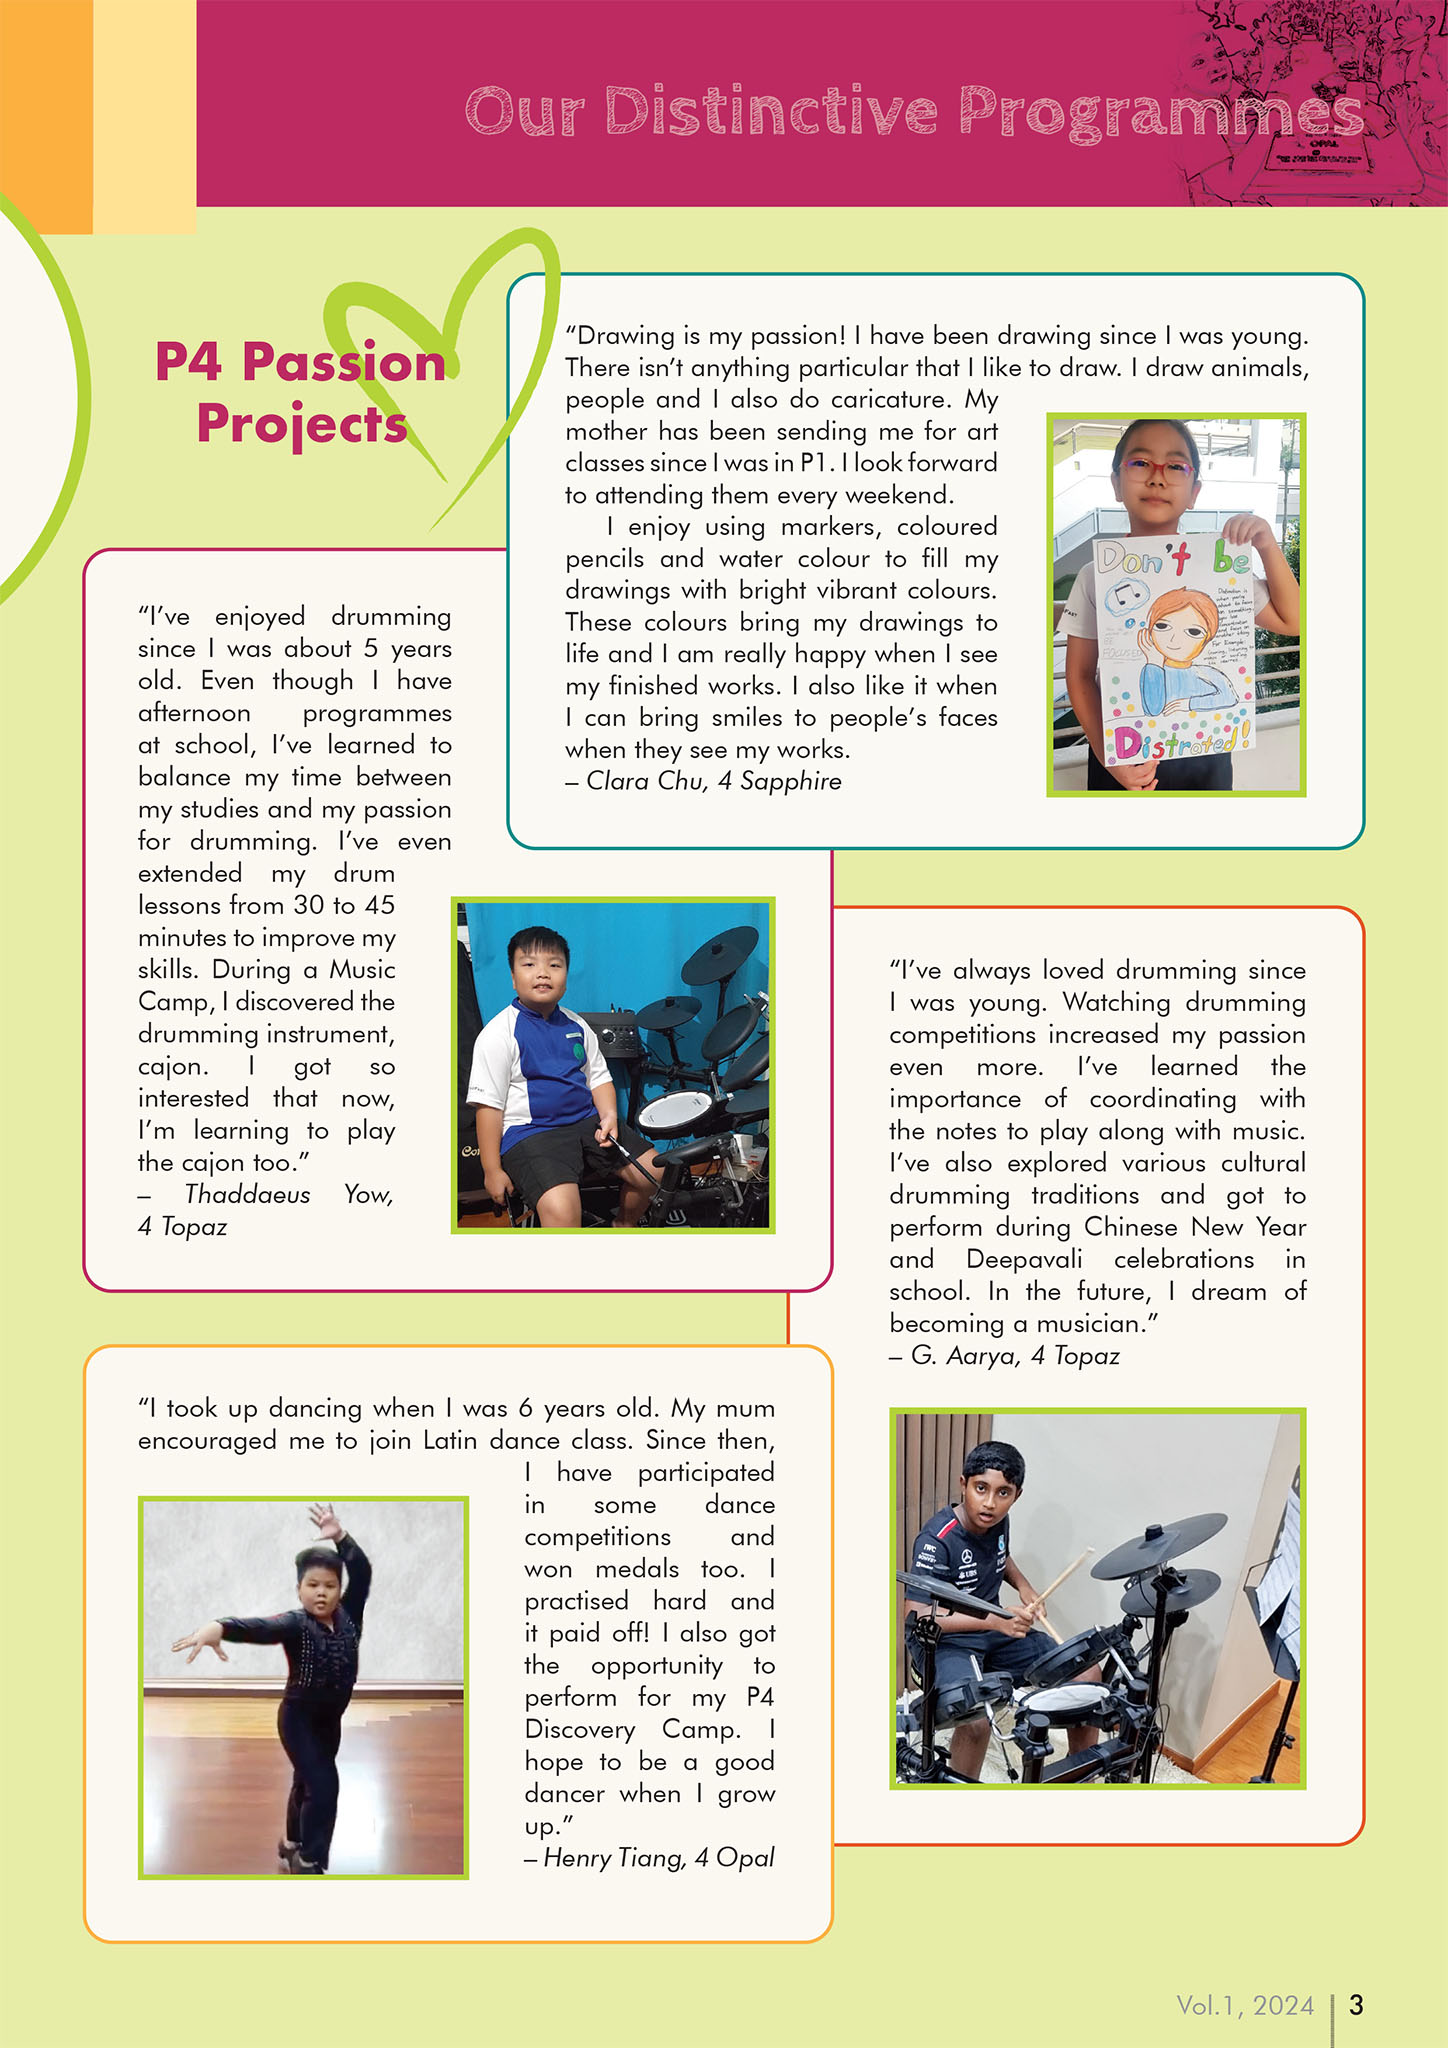 Our Distinctive Programmes
OPAL
P4 Passion
Projects
“Drawing is my passion! I have been drawing since I was young.
There isn’t anything particular that I like to draw. I draw animals,
people and I also do caricature. My
mother has been sending me for art
classes since I was in P1. I look forward
to attending them every weekend.
I enjoy using markers, coloured
pencils and water colour to fill my
drawings with bright vibrant colours.
These colours bring my drawings to
life and I am really happy when I see
my finished works. I also like it when
I can bring smiles to people’s faces
when they see my works.
– Clara Chu, 4 Sapphire
Don't be
FOCUSED
Distrated!
“I’ve enjoyed drumming
since I was about 5 years
old. Even though I have
afternoon programmes
at school, I’ve learned to
balance my time between
my studies and my passion
for drumming. I’ve even
extended my drum
lessons from 30 to 45
minutes to improve my
skills. During a Music
Camp, I discovered the
drumming instrument,
cajon. I got so
interested that now,
I’m learning to play
the cajon too.”
– Thaddaeus Yow,
4 Topaz
“I’ve always loved drumming since
I was young. Watching drumming
competitions increased my passion
even more. I’ve learned the
importance of coordinating with
the notes to play along with music.
I’ve also explored various cultural
drumming traditions and got to
perform during Chinese New Year
and Deepavali celebrations in
school. In the future, I dream of
becoming a musician.”
– G. Aarya, 4 Topaz
IWC
UBS
“I took up dancing when I was 6 years old. My mum
encouraged me to join Latin dance class. Since then,
I have participated
in some dance
competitions and
won medals too. I
practised hard and
it paid off! I also got
the opportunity to
perform for my P4
Discovery Camp. I
hope to be a good
dancer when I grow
up.”
– Henry Tiang, 4 Opal
Vol.1, 2024 3